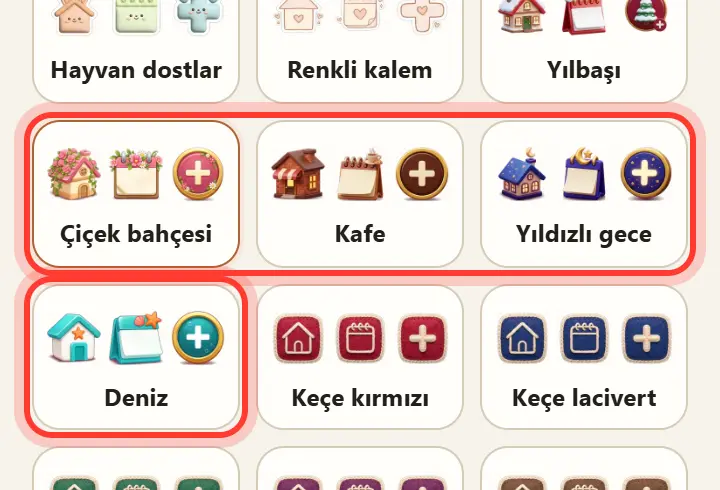 Hayvan dostlar
Renkli kalem
Yılbaşı
Çiçek bahçesi
Kafe
Yıldızlı gece
Deniz
Keçe kırmızı
Keçe lacivert